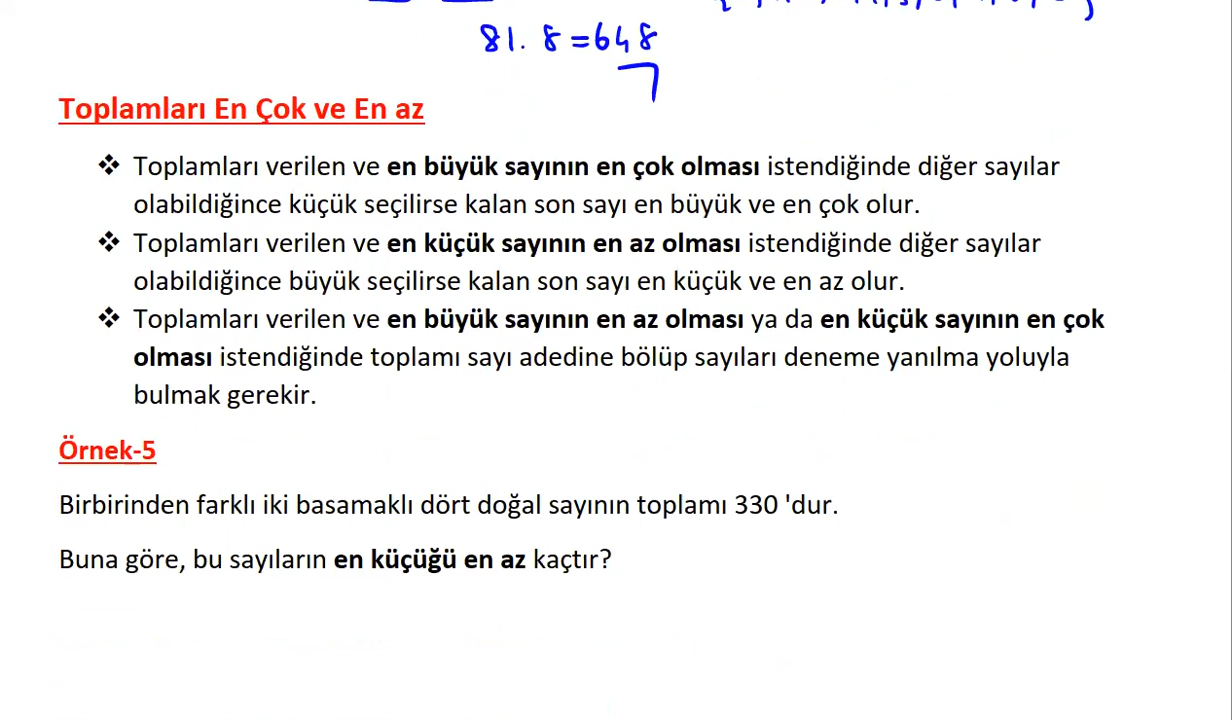 81. 8 = 648
Toplamları En Çok ve En az
❖ Toplamları verilen ve en büyük sayının en çok olması istendiğinde diğer sayılar
olabildiğince küçük seçilirse kalan son sayı en büyük ve en çok olur.
❖ Toplamları verilen ve en küçük sayının en az olması istendiğinde diğer sayılar
olabildiğince büyük seçilirse kalan son sayı en küçük ve en az olur.
❖ Toplamları verilen ve en büyük sayının en az olması ya da en küçük sayının en çok
olması istendiğinde toplamı sayı adedine bölüp sayıları deneme yanılma yoluyla
bulmak gerekir.
Örnek-5
Birbirinden farklı iki basamaklı dört doğal sayının toplamı 330 'dur.
Buna göre, bu sayıların en küçüğü en az kaçtır?